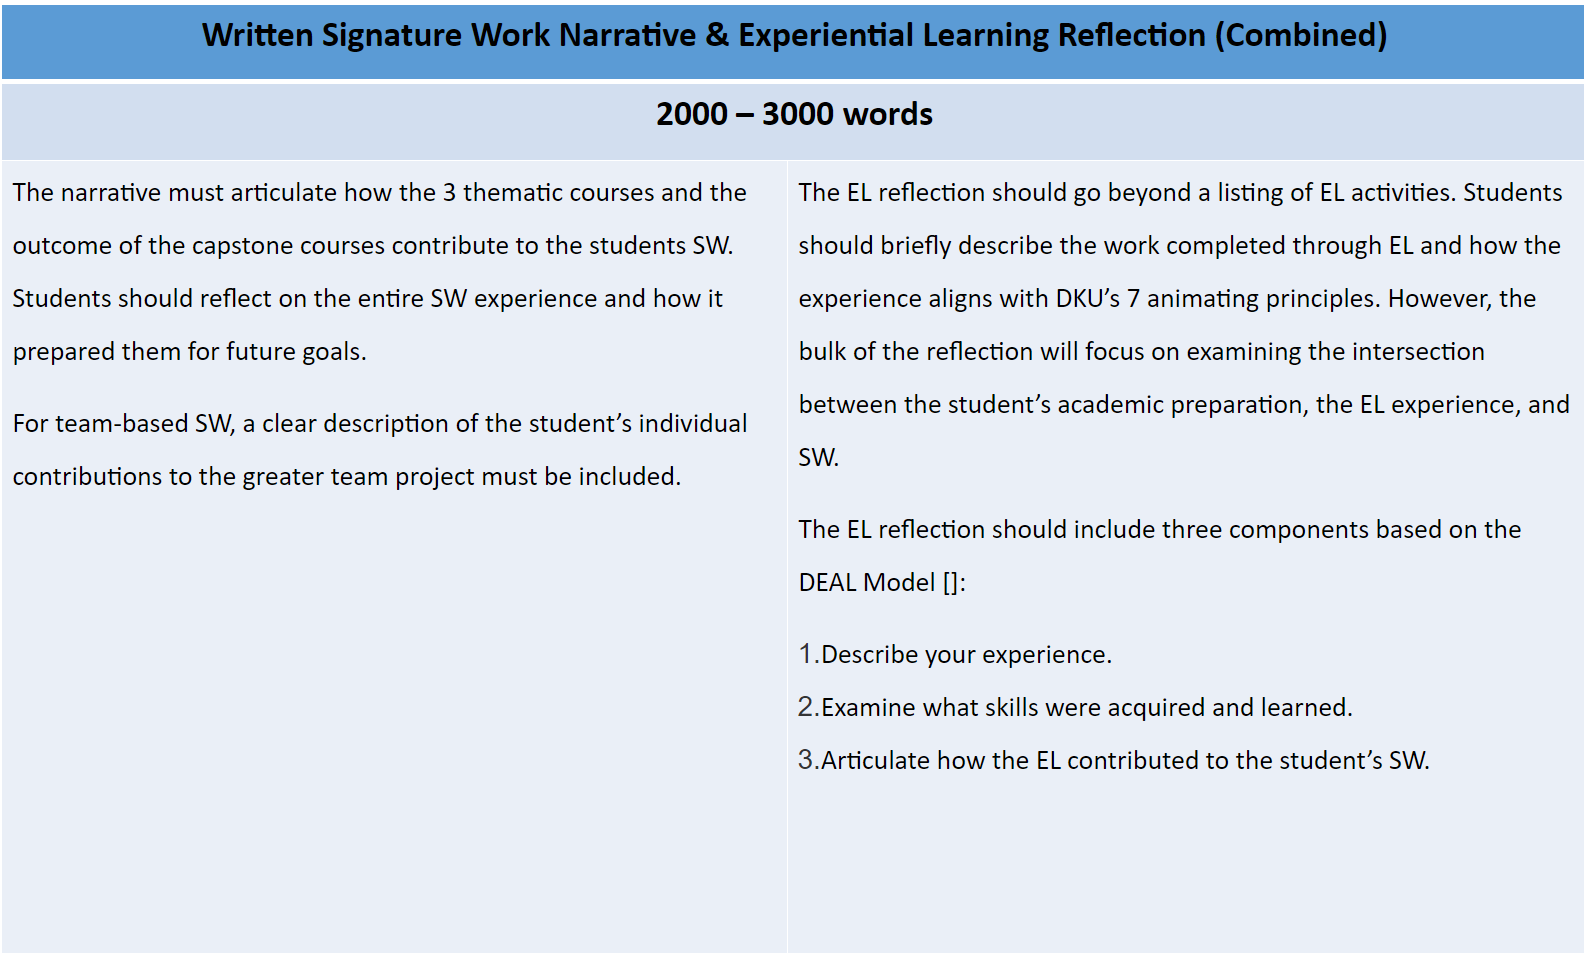 Written Signature Work Narrative & Experiential Learning Reflection (Combined)
2000 – 3000 words
The narrative must articulate how the 3 thematic courses and the
outcome of the capstone courses contribute to the students SW.
Students should reflect on the entire SW experience and how it
prepared them for future goals.
For team-based SW, a clear description of the student’s individual
contributions to the greater team project must be included.
The EL reflection should go beyond a listing of EL activities. Students
should briefly describe the work completed through EL and how the
experience aligns with DKU’s 7 animating principles. However, the
bulk of the reflection will focus on examining the intersection
between the student’s academic preparation, the EL experience, and
SW.
The EL reflection should include three components based on the
DEAL Model []:
1.Describe your experience.
2.Examine what skills were acquired and learned.
3.Articulate how the EL contributed to the student’s SW.